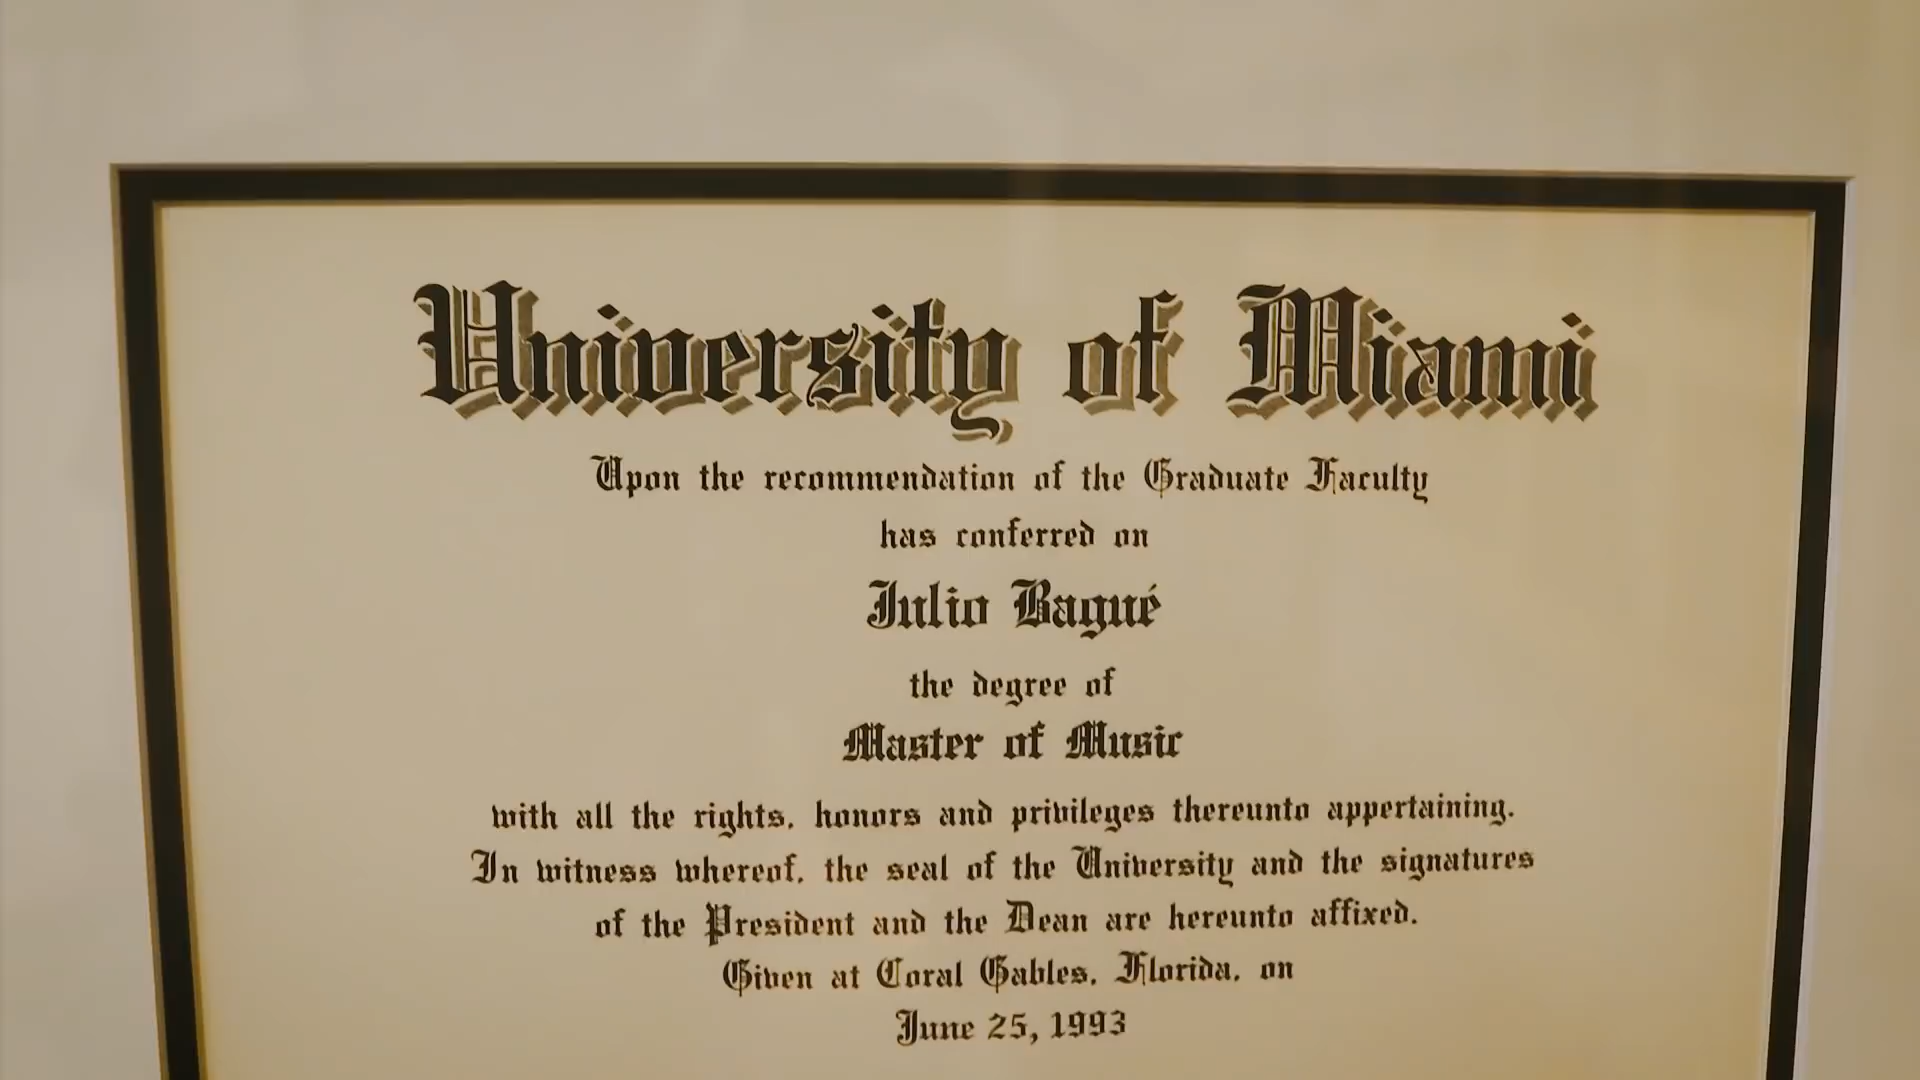 University of Miami
Upon the recommendation of the Graduate Faculty
has conferred on
Julio Bagué
the degree of
Master of Music
with all the rights, honors and privileges thereunto appertaining.
In witness whereof, the seal of the University and the signatures
of the President and the Dean are hereunto affixed.
Given at Coral Gables, Florida, on
June 25, 1993